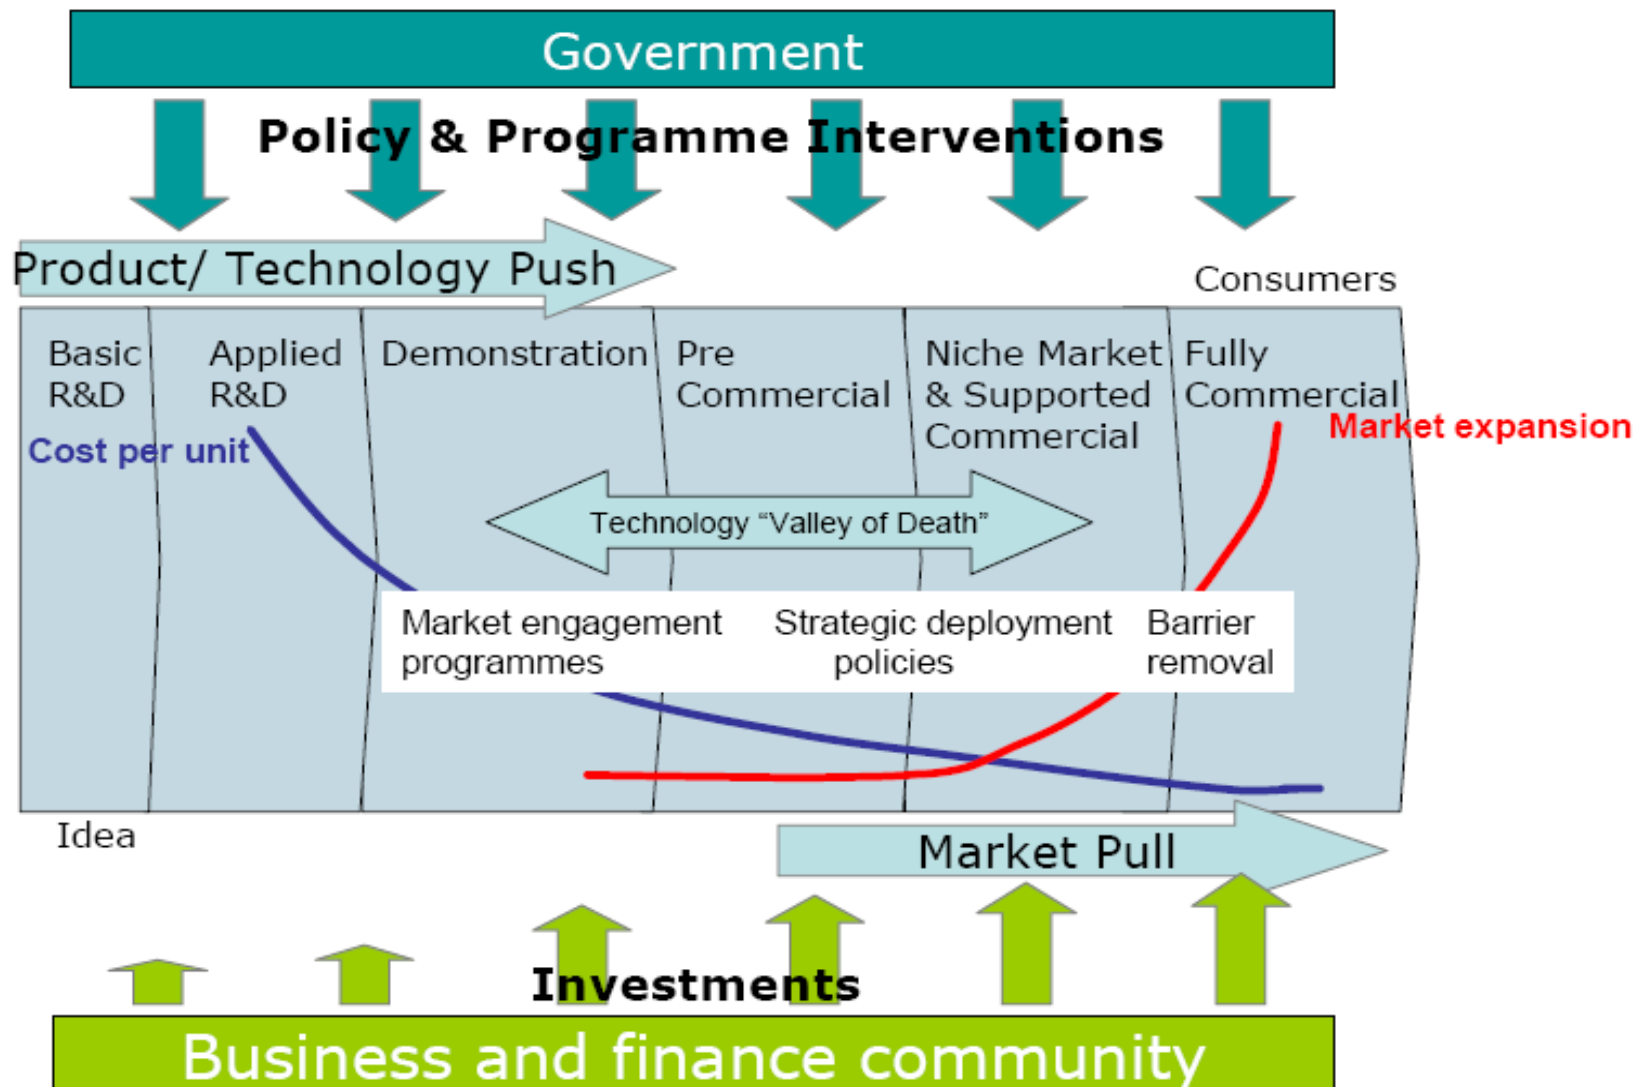 Government
Policy & Programme Interventions
Product/ Technology Push
Consumers
Basic
R&D
Applied
R&D
Demonstration
Pre
Commercial
Niche Market
& Supported
Commercial
Fully
Commercial
Cost per unit
Market expansion
Technology “Valley of Death”
Market engagement
programmes
Strategic deployment
policies
Barrier
removal
Idea
Market Pull
Investments
Business and finance community